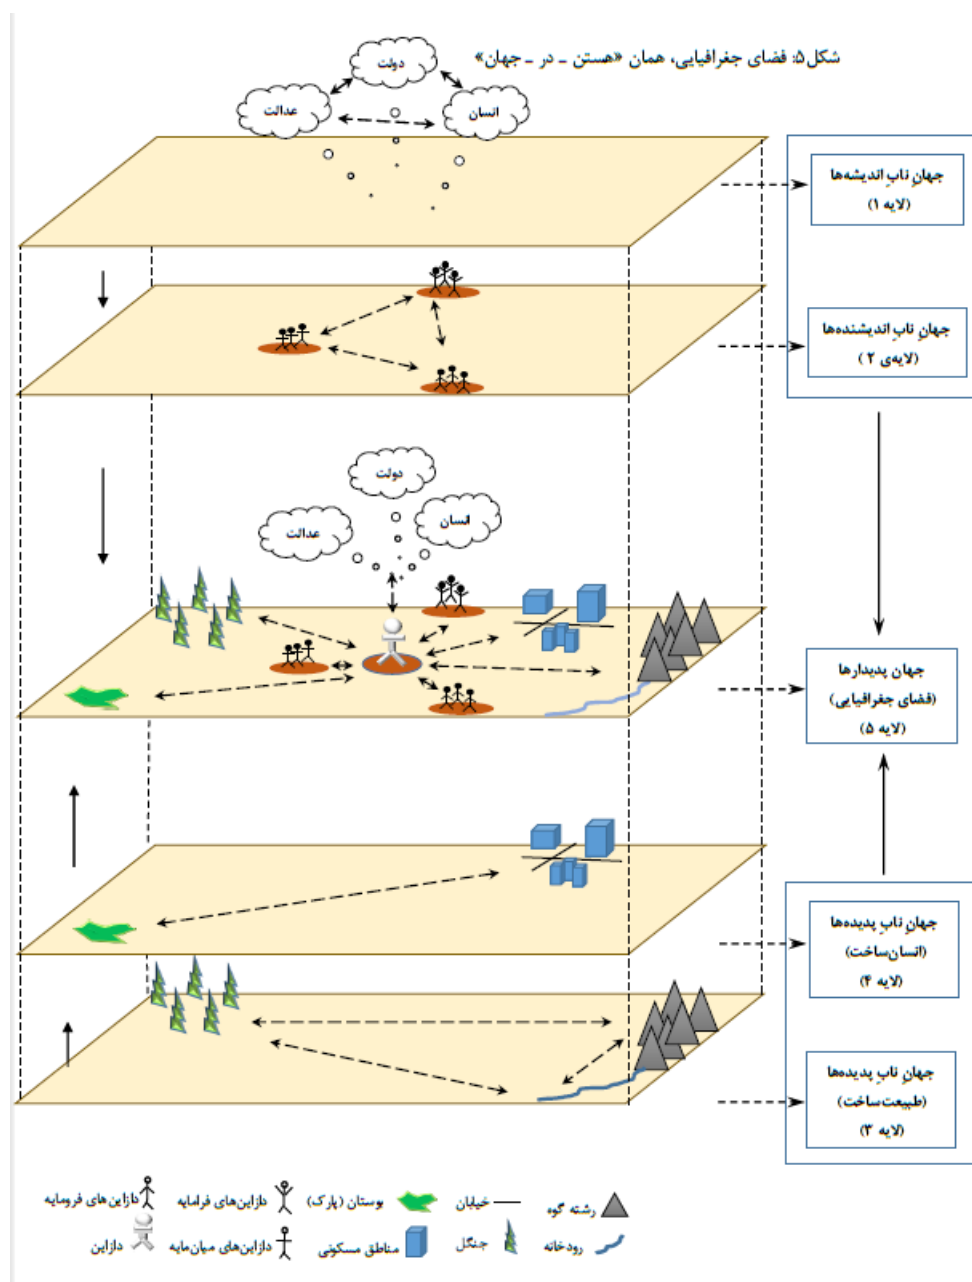 شکل۵: فضای جغرافیایی، همان «هستن ـ در ـ جهان»
دولت
عدالت
انسان
جهانِ نابِ اندیشه‌ها
(لایه ۱)
جهانِ نابِ اندیشنده‌ها
(لایه‌ی ۲)
دولت
انسان
عدالت
جهان پدیدارها
(فضای جغرافیایی)
(لایه ۵)
جهانِ نابِ پدیده‌ها
(انسان‌ساخت)
(لایه ۴)
جهانِ نابِ پدیده‌ها
(طبیعت‌ساخت)
(لایه ۳)
رشته گوه
خیابان
بوستان (پارک)
دازاین‌های فرامایه
دازاین‌های فرومایه
رودخانه
جنگل
مناطق مسکونی
دازاین‌های میان‌مایه
دازاین